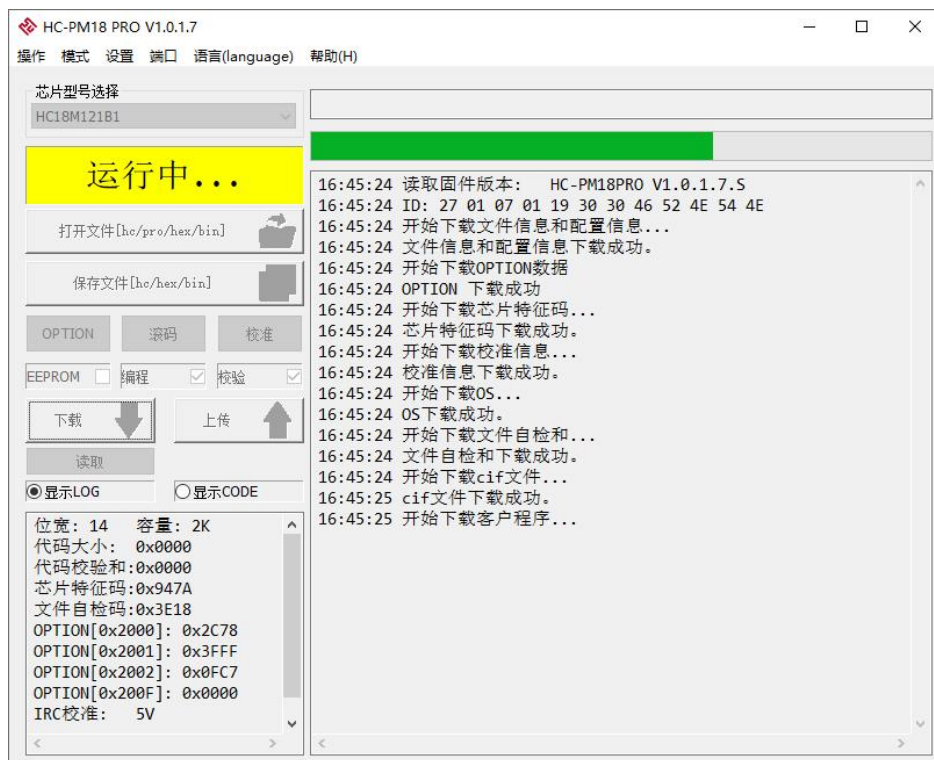 HC-PM18 PRO V1.0.1.7
操作 模式 设置 端口 语言(language) 帮助(H)
芯片型号选择
HC18M121B1
运行中...
打开文件[hc/pro/hex/bin]
保存文件[hc/hex/bin]
OPTION 滚码 校准
EEPROM 编程 校验
下载 上传
读取
显示LOG 显示CODE
位宽: 14 容量: 2K
代码大小: 0x0000
代码校验和:0x0000
芯片特征码:0x947A
文件自检码:0x3E18
OPTION[0x2000]: 0x2C78
OPTION[0x2001]: 0x3FFF
OPTION[0x2002]: 0x0FC7
OPTION[0x200F]: 0x0000
IRC校准: 5V
16:45:24 读取固件版本: HC-PM18PRO V1.0.1.7.S
16:45:24 ID: 27 01 07 01 19 30 30 46 52 4E 54 4E
16:45:24 开始下载文件信息和配置信息...
16:45:24 文件信息和配置信息下载成功。
16:45:24 开始下载OPTION数据
16:45:24 OPTION 下载成功
16:45:24 开始下载芯片特征码...
16:45:24 芯片特征码下载成功。
16:45:24 开始下载校准信息...
16:45:24 校准信息下载成功。
16:45:24 开始下载OS...
16:45:24 OS下载成功。
16:45:24 开始下载文件自检和...
16:45:24 文件自检和下载成功。
16:45:24 开始下载cif文件...
16:45:25 cif文件下载成功。
16:45:25 开始下载客户程序...